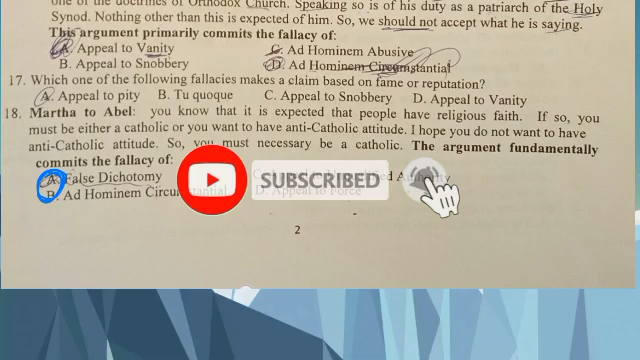 one of the doctrines of Orthodox Church. Speaking so is of his duty as a patriarch of the Holy
Synod. Nothing other than this is expected of him. So, we should not accept what he is saying.
This argument primarily commits the fallacy of:
A. Appeal to Vanity C. Ad Hominem Abusive
B. Appeal to Snobbery D. Ad Hominem Circumstantial
17. Which one of the following fallacies makes a claim based on fame or reputation?
A. Appeal to pity B. Tu quoque C. Appeal to Snobbery D. Appeal to Vanity
18. Martha to Abel: you know that it is expected that people have religious faith. If so, you
must be either a catholic or you want to have anti-Catholic attitude. I hope you do not want to have
anti-Catholic attitude. So, you must necessary be a catholic. The argument fundamentally
commits the fallacy of:
A. False Dichotomy
SUBSCRIBED
B. Ad Hominem Circumstantial D. Appeal to Force
2